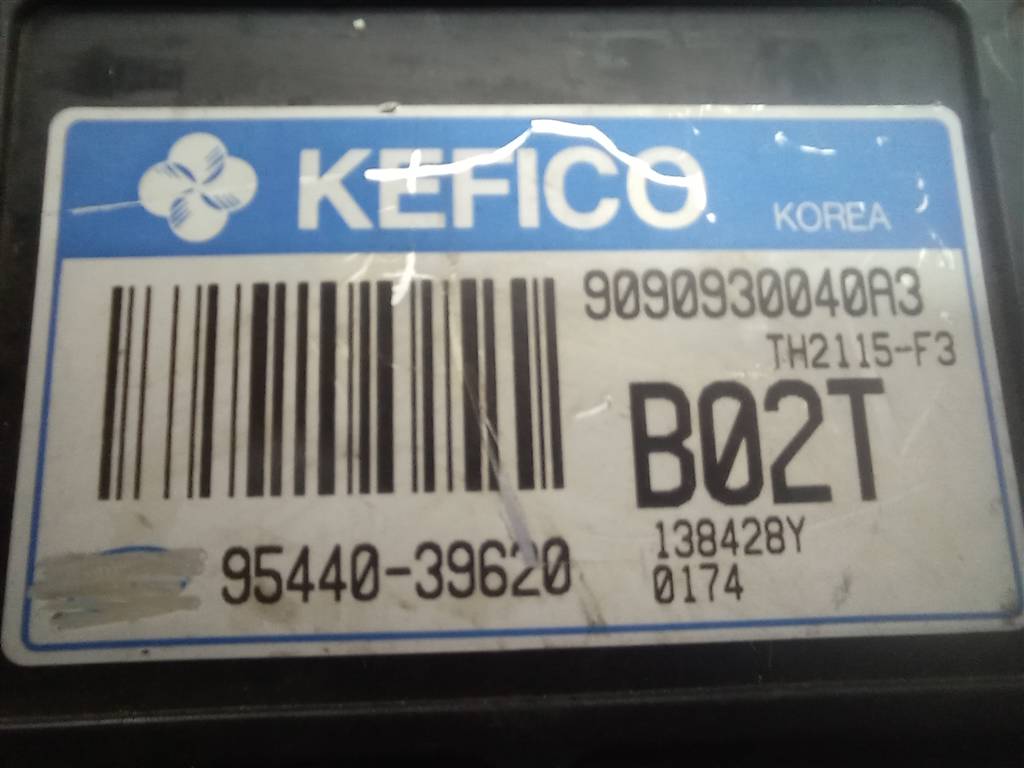 KEFICO KOREA
9090930040A3
TH2115-F3
B02T
95440-39620
138428Y
0174